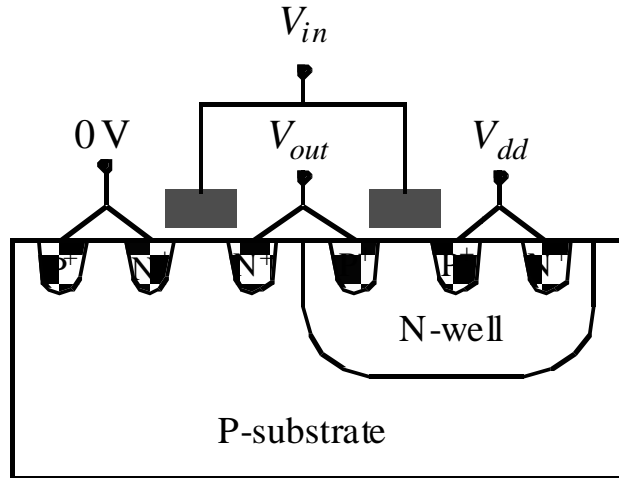 Vin
0 V
Vout
Vdd
P+ N+ N+ P+ P+ N+
N-well
P-substrate